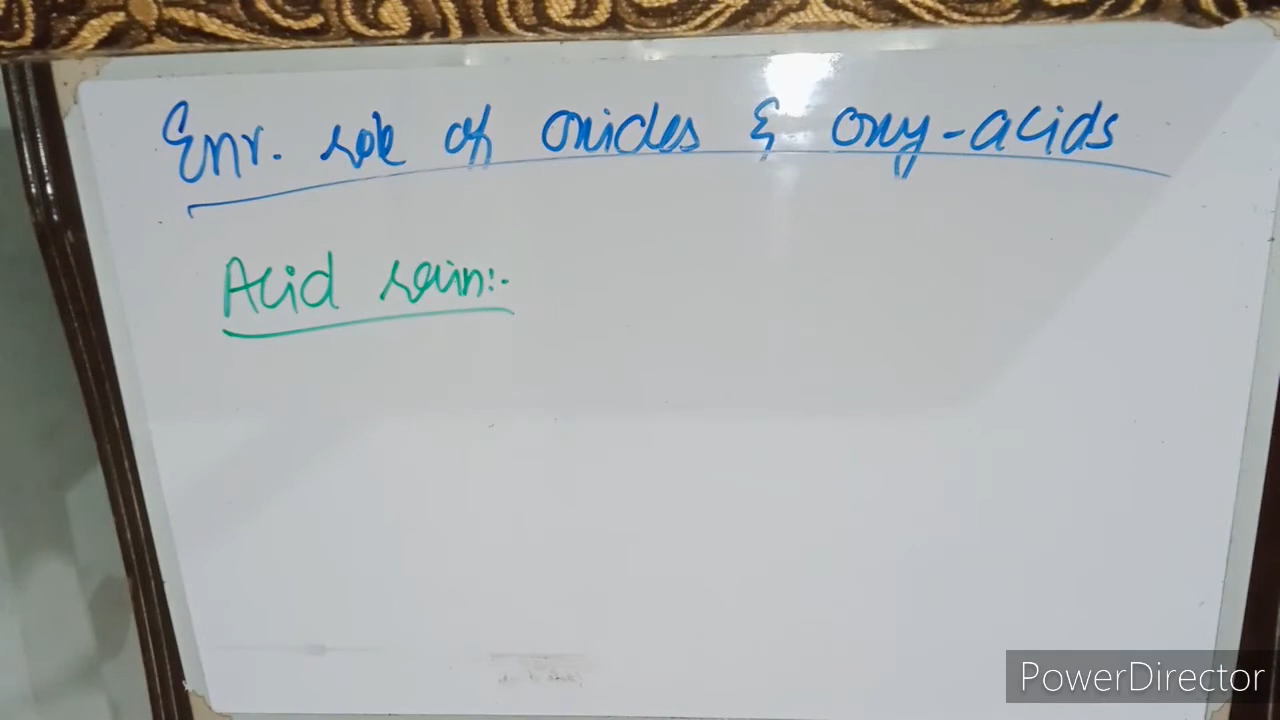 Env. role of oxides & oxy-acids
Acid rain:-
PowerDirector